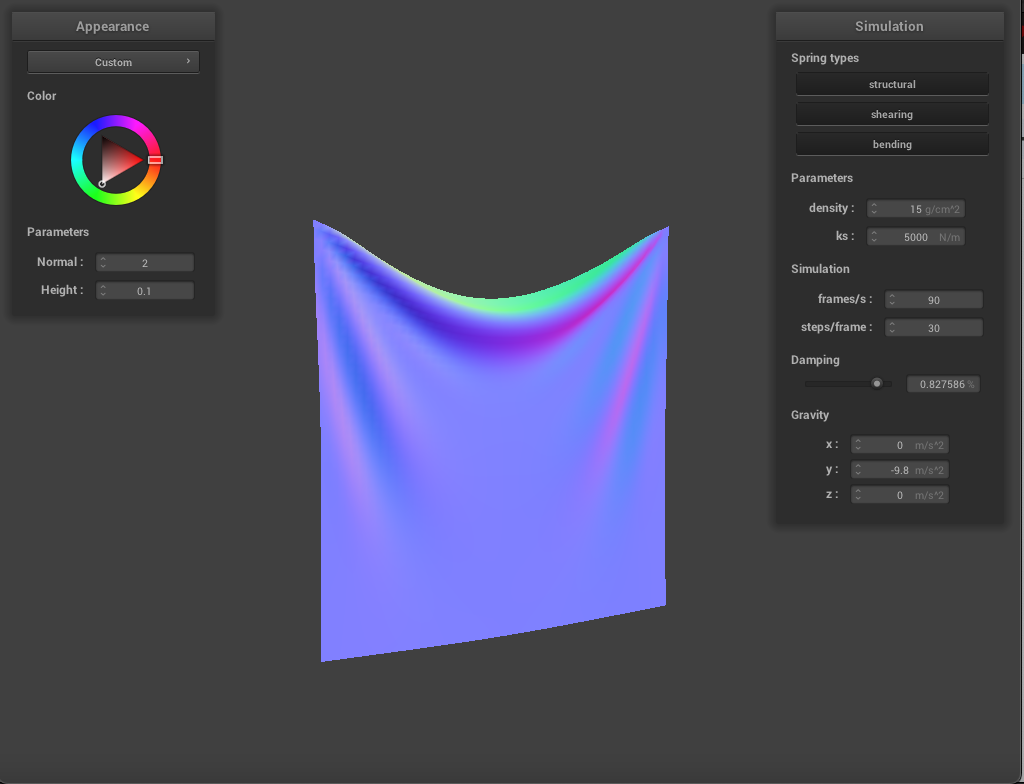 Appearance
Custom ›
Color
Parameters
Normal : 2
Height : 0.1
Simulation
Spring types
structural
shearing
bending
Parameters
density : 15 g/cm^2
ks : 5000 N/m
Simulation
frames/s : 90
steps/frame : 30
Damping
0.827586 %
Gravity
x : 0 m/s^2
y : -9.8 m/s^2
z : 0 m/s^2